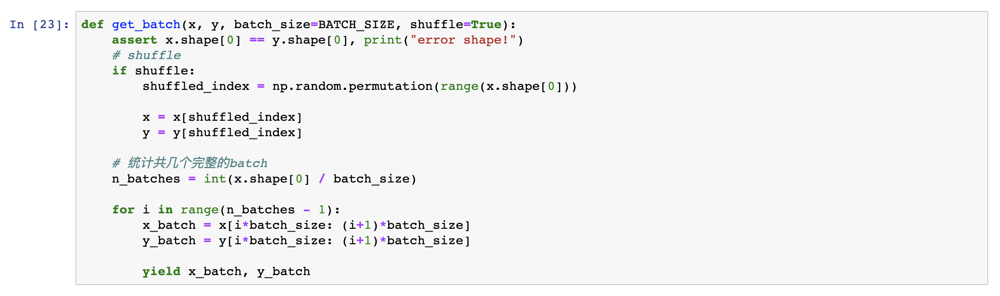 In [23]: def get_batch(x, y, batch_size=BATCH_SIZE, shuffle=True):
    assert x.shape[0] == y.shape[0], print("error shape!")
    # shuffle
    if shuffle:
        shuffled_index = np.random.permutation(range(x.shape[0]))
        x = x[shuffled_index]
        y = y[shuffled_index]
    # 统计共几个完整的batch
    n_batches = int(x.shape[0] / batch_size)
    for i in range(n_batches - 1):
        x_batch = x[i*batch_size: (i+1)*batch_size]
        y_batch = y[i*batch_size: (i+1)*batch_size]
        yield x_batch, y_batch